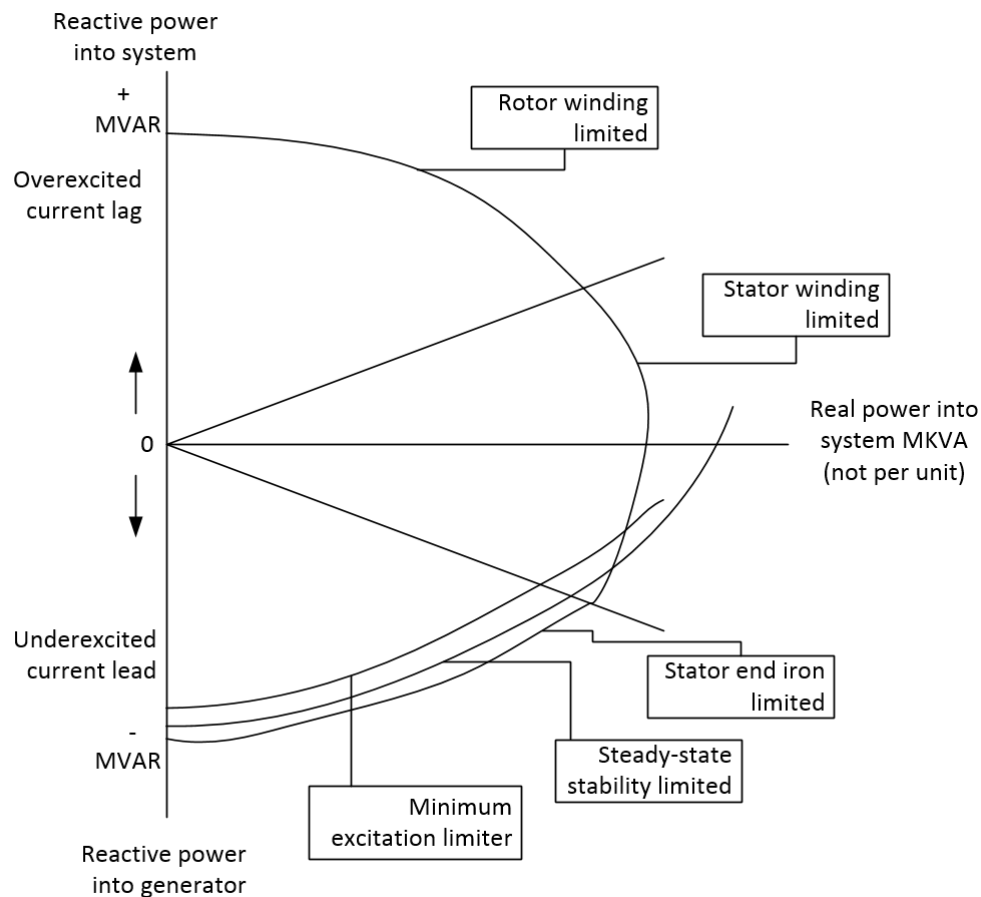 Reactive power
into system
+
MVAR
Rotor winding
limited
Overexcited
current lag
Stator winding
limited
Real power into
system MKVA
(not per unit)
0
Underexcited
current lead
Stator end iron
limited
-
MVAR
Steady-state
stability limited
Minimum
excitation limiter
Reactive power
into generator